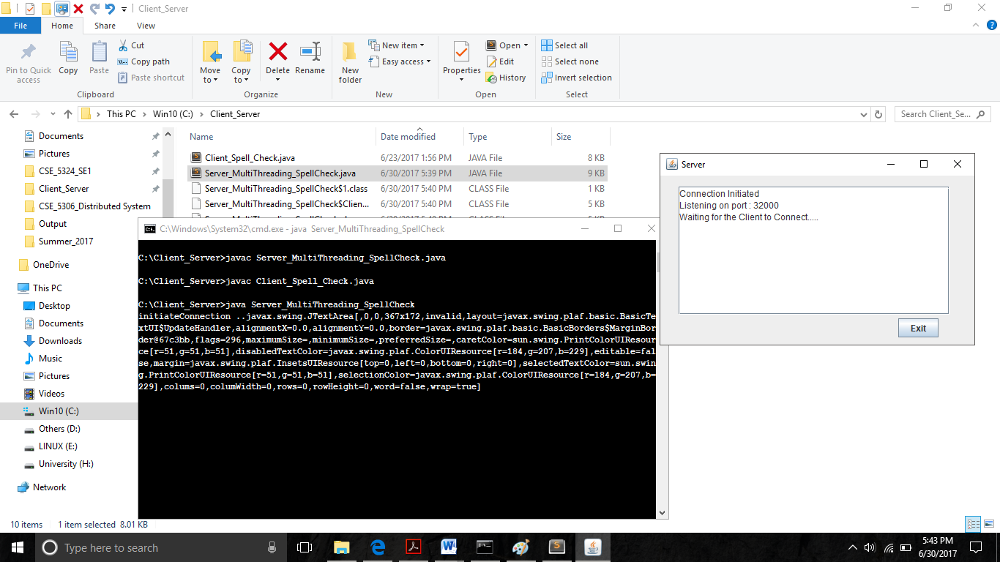 Client_Server
File Home Share View
Pin to Quick access
Copy
Paste
Cut
Copy path
Paste shortcut
Clipboard
Move to
Copy to
Delete
Rename
Organize
New folder
New item
Easy access
New
Properties
Open
Edit
History
Open
Select all
Select none
Invert selection
Select
This PC > Win10 (C:) > Client_Server
Search Client_Se...
Documents
Pictures
CSE_5324_SE1
Client_Server
CSE_5306_Distributed System
Output
Summer_2017
OneDrive
This PC
Desktop
Documents
Downloads
Music
Pictures
Videos
Win10 (C:)
Others (D:)
LINUX (E:)
University (H:)
Network
Name Date modified Type Size
Client_Spell_Check.java 6/23/2017 1:56 PM JAVA File 8 KB
Server_MultiThreading_SpellCheck.java 6/30/2017 5:39 PM JAVA File 9 KB
Server_MultiThreading_SpellCheck$1.class 6/30/2017 5:40 PM CLASS File 1 KB
Server_MultiThreading_SpellCheck$Clien... 6/30/2017 5:40 PM CLASS File 5 KB
C:\Windows\System32\cmd.exe - java Server_MultiThreading_SpellCheck
C:\Client_Server>javac Server_MultiThreading_SpellCheck.java
C:\Client_Server>javac Client_Spell_Check.java
C:\Client_Server>java Server_MultiThreading_SpellCheck
initiateConnection ..javax.swing.JTextArea[,0,0,367x172,invalid,layout=javax.swing.plaf.basic.BasicTe
xtUI$UpdateHandler,alignmentX=0.0,alignmentY=0.0,border=javax.swing.plaf.basic.BasicBorders$MarginBor
der@67c3bb,flags=296,maximumSize=,minimumSize=,preferredSize=,caretColor=sun.swing.PrintColorUIResour
ce[r=51,g=51,b=51],disabledTextColor=javax.swing.plaf.ColorUIResource[r=184,g=207,b=229],editable=fal
se,margin=javax.swing.plaf.InsetsUIResource[top=0,left=0,bottom=0,right=0],selectedTextColor=sun.swin
g.PrintColorUIResource[r=51,g=51,b=51],selectionColor=javax.swing.plaf.ColorUIResource[r=184,g=207,b=
229],colums=0,columWidth=0,rows=0,rowHeight=0,word=false,wrap=true]
Server
Connection Initiated
Listening on port : 32000
Waiting for the Client to Connect.....
Exit
10 items 1 item selected 8.01 KB
Type here to search
5:43 PM
6/30/2017